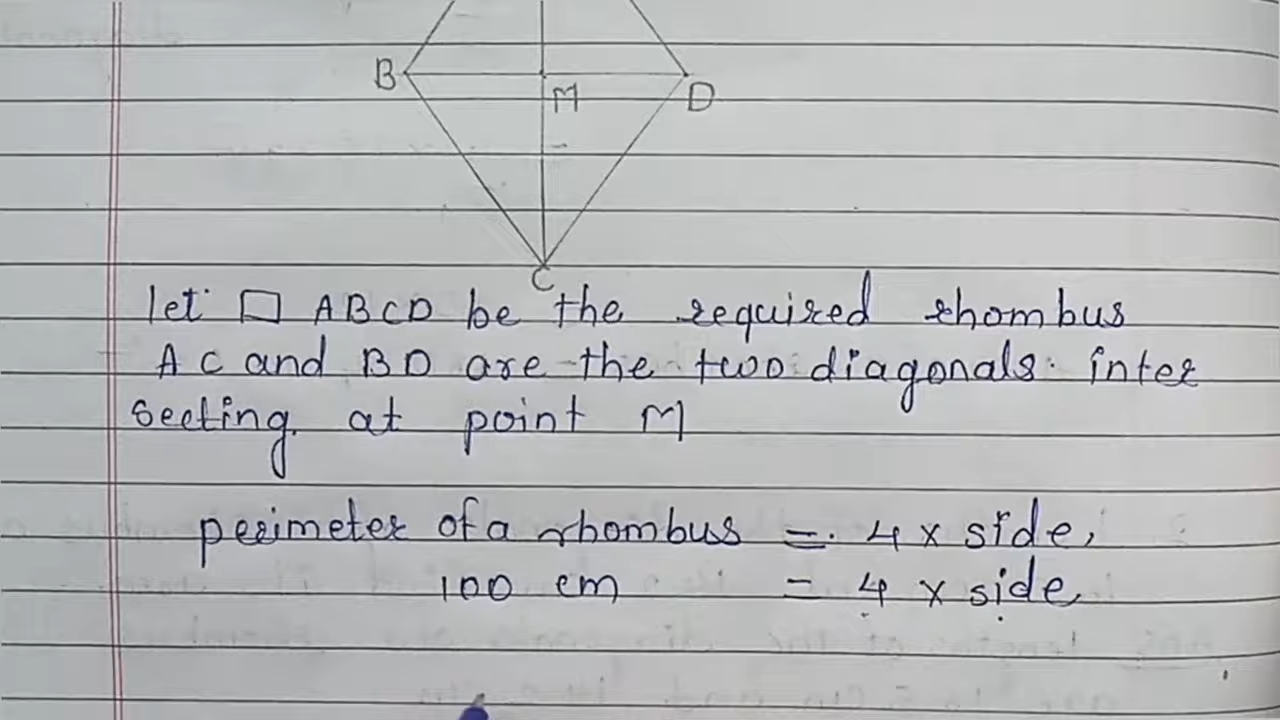 B
M
D
C
let □ ABCD be the required rhombus
AC and BD are the two diagonals inter
secting at point M
perimeter of a rhombus = 4 x side,
100 cm = 4 x side